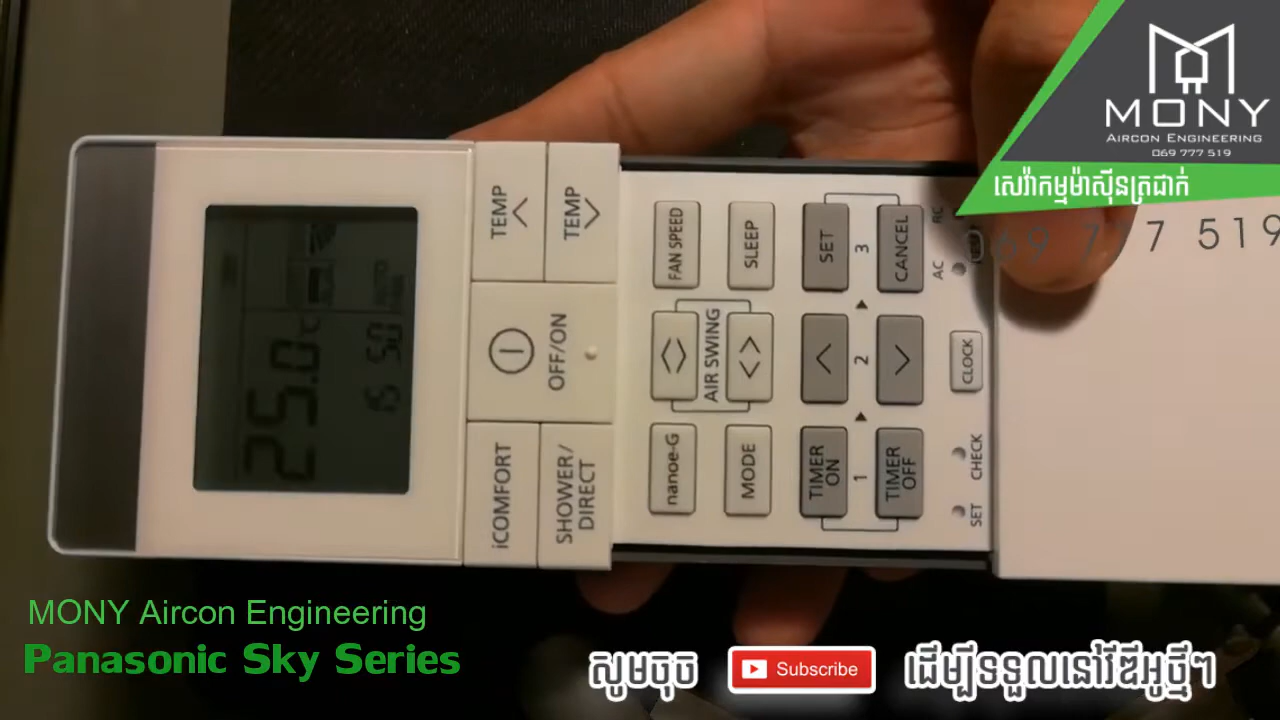 MONY
AIRCON ENGINEERING
069 777 519
សេវ៉ាកម្មម៉ាស៊ីនត្រជាក់
069 777 519
25.0°C
15 50
TEMP
TEMP
OFF/ON
iCOMFORT
SHOWER/
DIRECT
FAN SPEED
SLEEP
AIR SWING
nanoe-G
MODE
SET
CANCEL
3
2
1
TIMER
ON
TIMER
OFF
AC
RC
CLOCK
CHECK
SET
MONY Aircon Engineering
Panasonic Sky Series
សូមចុច Subscribe ដើម្បីទទួលនៅវីឌីអូថ្មីៗ